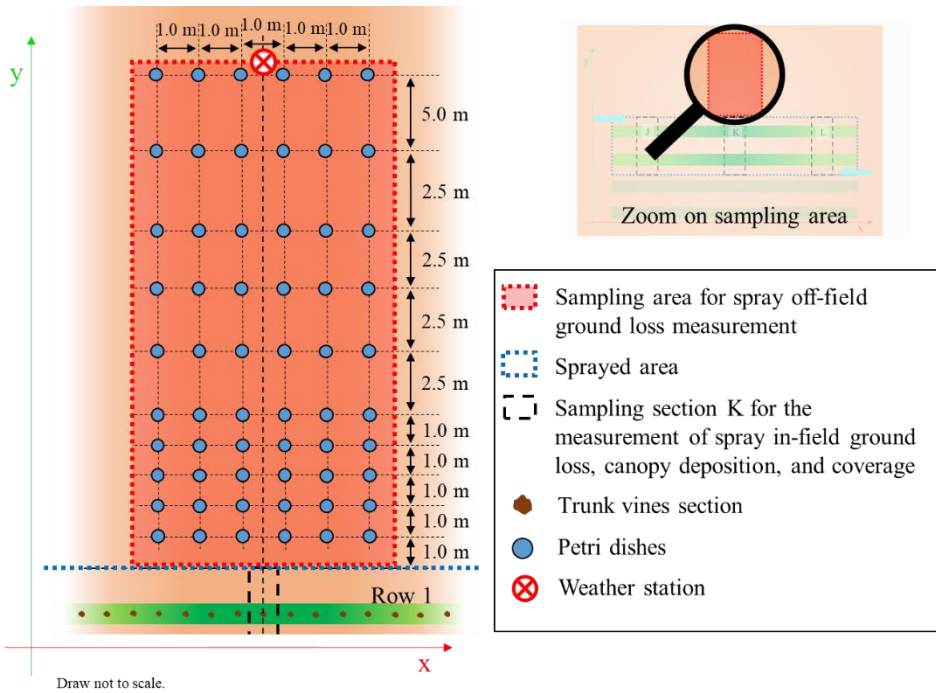 1.0 m
1.0 m 1.0 m 1.0 m 1.0 m
y
5.0 m
2.5 m
2.5 m
2.5 m
2.5 m
1.0 m
1.0 m
1.0 m
1.0 m
1.0 m
Row 1
x
Draw not to scale.
y
J K L
Zoom on sampling area
x
Sampling area for spray off-field
ground loss measurement
Sprayed area
Sampling section K for the
measurement of spray in-field ground
loss, canopy deposition, and coverage
Trunk vines section
Petri dishes
Weather station